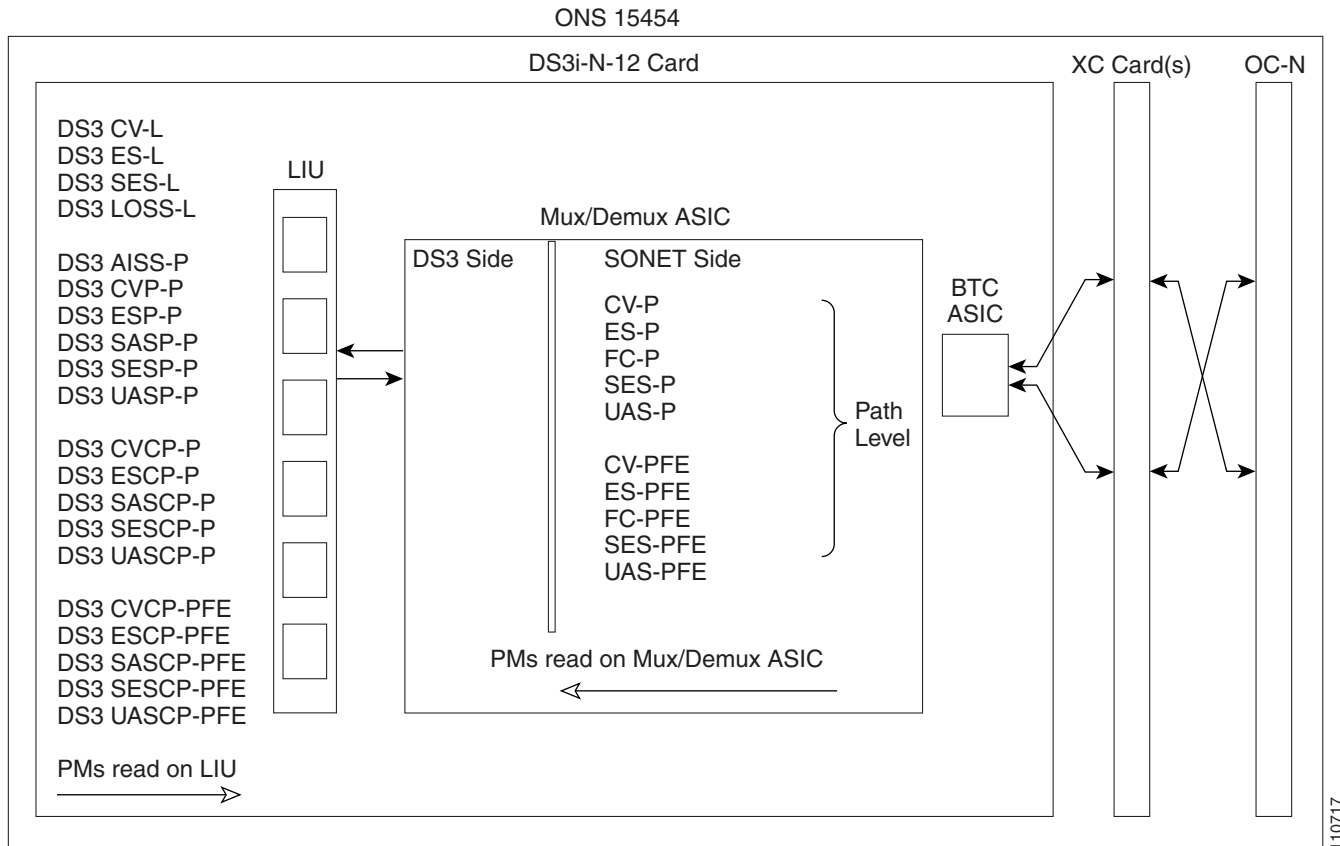 ONS 15454
DS3i-N-12 Card
XC Card(s)
OC-N
DS3 CV-L
DS3 ES-L
DS3 SES-L
DS3 LOSS-L
DS3 AISS-P
DS3 CVP-P
DS3 ESP-P
DS3 SASP-P
DS3 SESP-P
DS3 UASP-P
DS3 CVCP-P
DS3 ESCP-P
DS3 SASCP-P
DS3 SESCP-P
DS3 UASCP-P
DS3 CVCP-PFE
DS3 ESCP-PFE
DS3 SASCP-PFE
DS3 SESCP-PFE
DS3 UASCP-PFE
PMs read on LIU
LIU
Mux/Demux ASIC
DS3 Side
SONET Side
CV-P
ES-P
FC-P
SES-P
UAS-P
CV-PFE
ES-PFE
FC-PFE
SES-PFE
UAS-PFE
Path
Level
PMs read on Mux/Demux ASIC
BTC
ASIC
110717